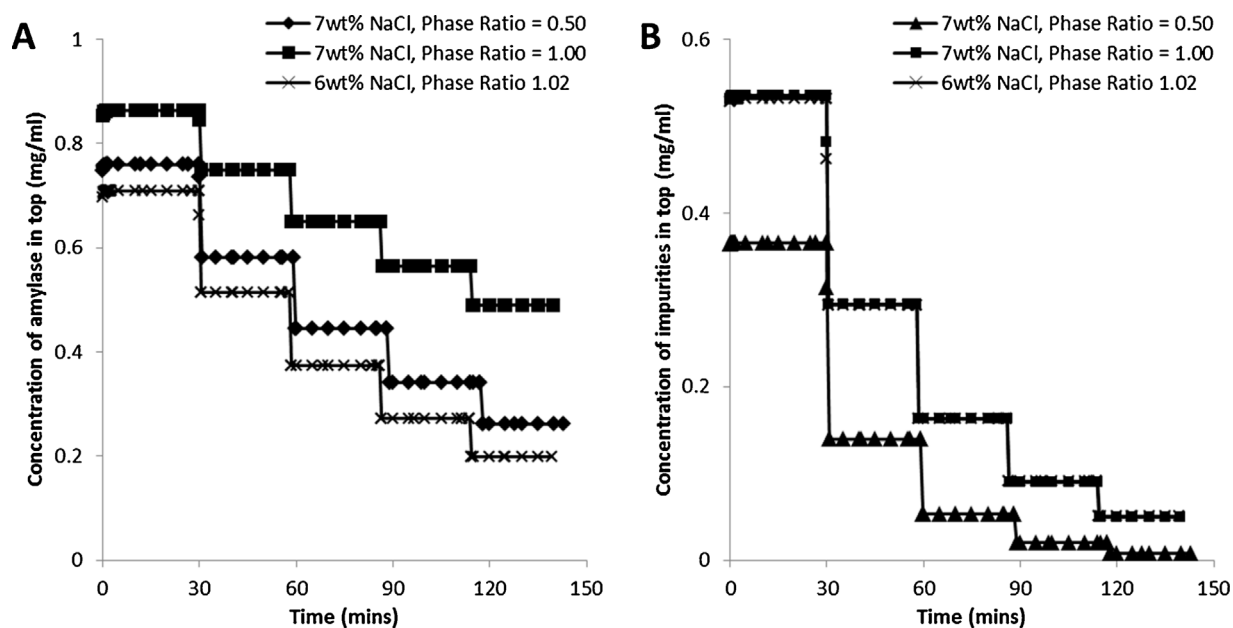 A
7wt% NaCl, Phase Ratio = 0.50
7wt% NaCl, Phase Ratio = 1.00
6wt% NaCl, Phase Ratio 1.02
Concentration of amylase in top (mg/ml)
1
0.8
0.6
0.4
0.2
0
0 30 60 90 120 150
Time (mins)
B
7wt% NaCl, Phase Ratio = 0.50
7wt% NaCl, Phase Ratio = 1.00
6wt% NaCl, Phase Ratio 1.02
Concentration of impurities in top (mg/ml)
0.6
0.4
0.2
0
0 30 60 90 120 150
Time (mins)